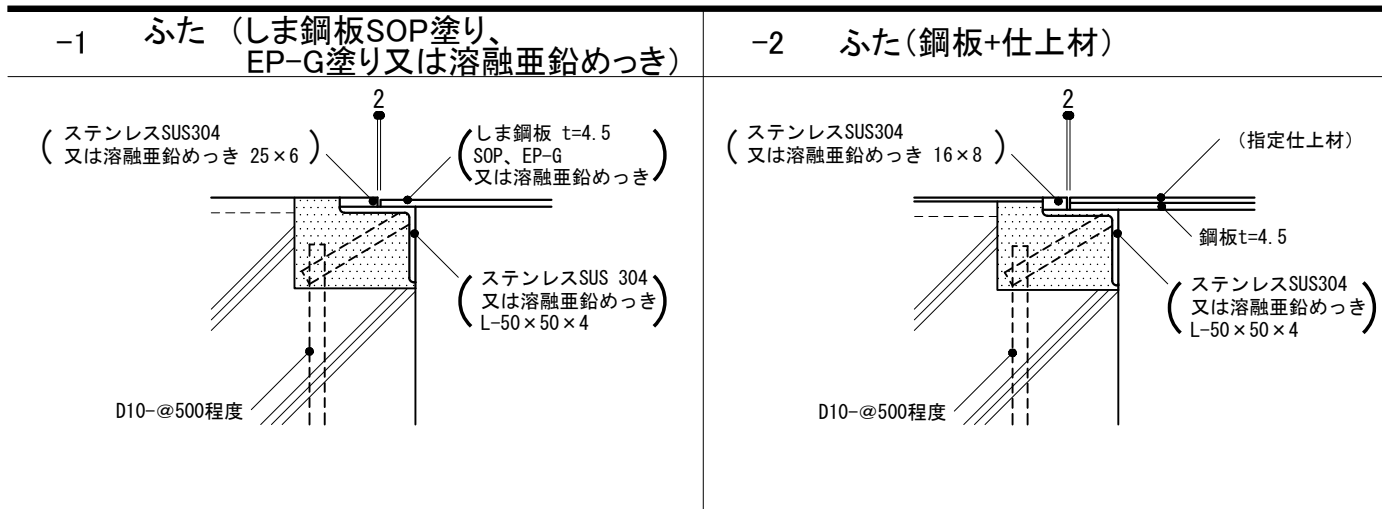 -1 ふた (しま鋼板SOP塗り、
EP-G塗り又は溶融亜鉛めっき)
2
(ステンレスSUS304
又は溶融亜鉛めっき 25×6)
(しま鋼板 t=4.5
SOP、EP-G
又は溶融亜鉛めっき)
(ステンレスSUS 304
又は溶融亜鉛めっき
L-50×50×4)
D10-@500程度
-2 ふた(鋼板+仕上材)
2
(ステンレスSUS304
又は溶融亜鉛めっき 16×8)
(指定仕上材)
鋼板t=4.5
(ステンレスSUS304
又は溶融亜鉛めっき
L-50×50×4)
D10-@500程度